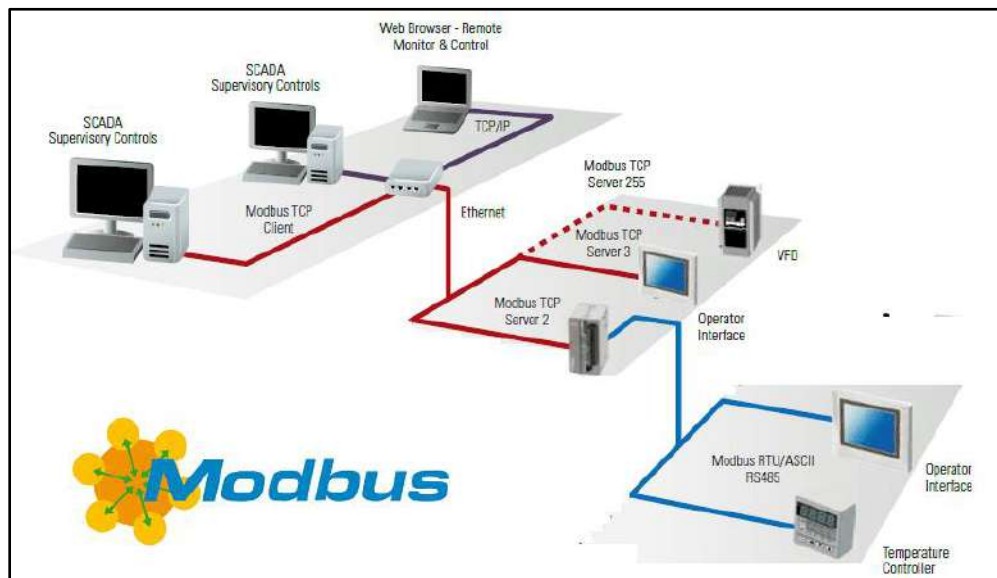 Web Browser - Remote
Monitor & Control
SCADA
Supervisory Controls
SCADA
Supervisory Controls
TCP/IP
Modbus TCP
Client
Ethernet
Modbus TCP
Server 255
VFD
Modbus TCP
Server 3
Modbus TCP
Server 2
Operator
Interface
Modbus RTU/ASCII
RS485
Operator
Interface
Temperature
Controller
Modbus